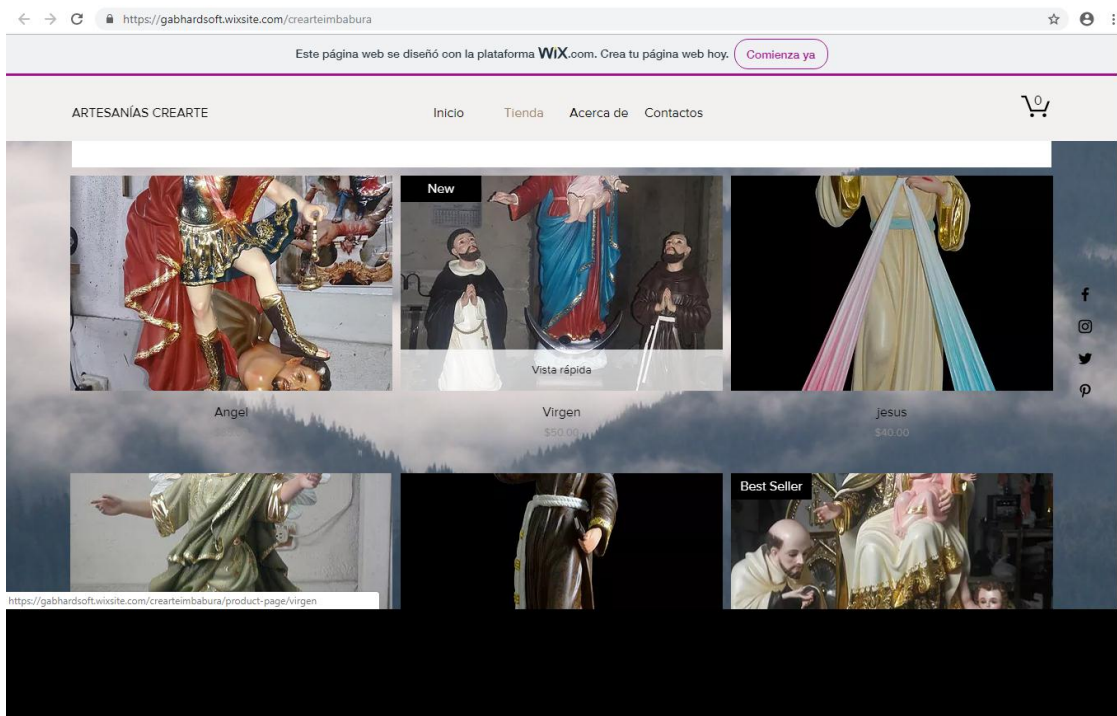 https://gabhardsoft.wixsite.com/crearteimbabura
Este página web se diseñó con la plataforma WiX.com. Crea tu página web hoy. Comienza ya
ARTESANÍAS CREARTE Inicio Tienda Acerca de Contactos 0
New
Vista rápida
Angel Virgen jesus
$50.00 $40.00
Best Seller
https://gabhardsoft.wixsite.com/crearteimbabura/product-page/virgen